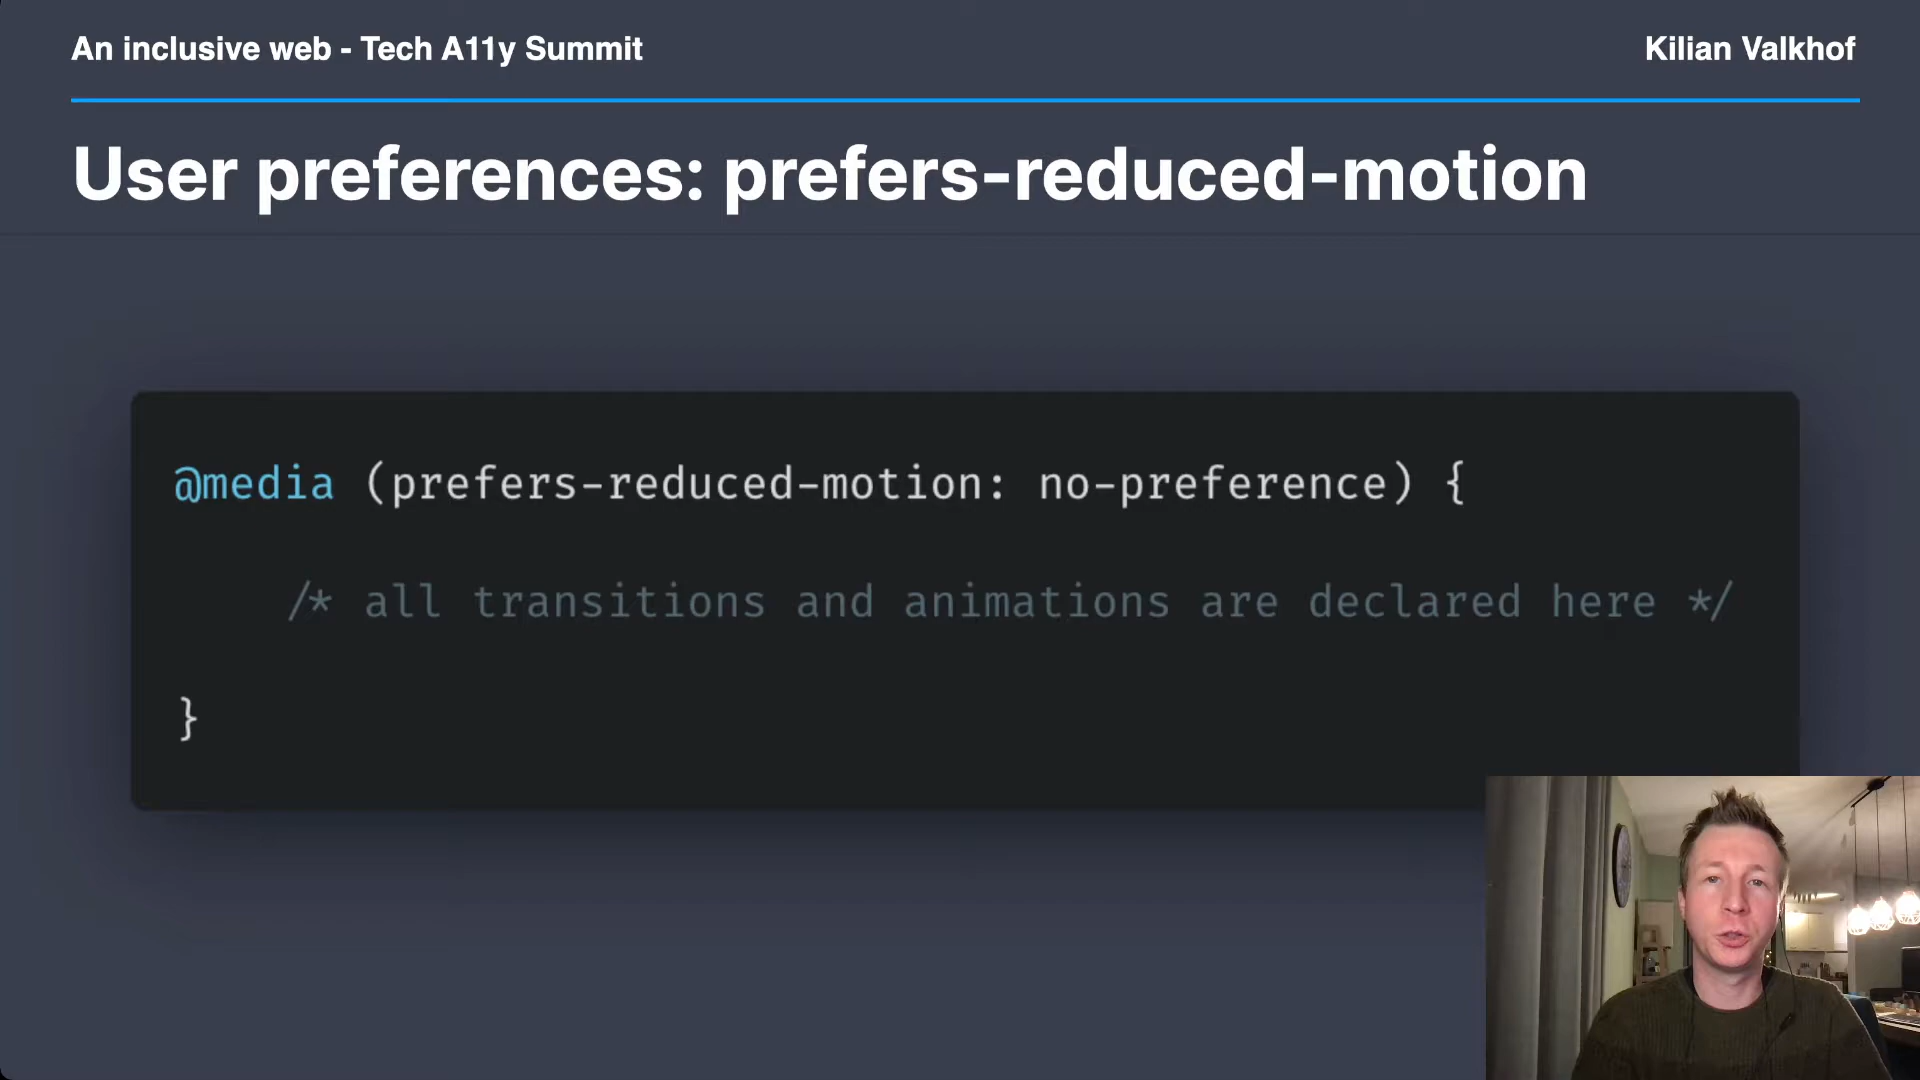 An inclusive web - Tech A11y Summit
Kilian Valkhof
User preferences: prefers-reduced-motion
@media (prefers-reduced-motion: no-preference) {
/* all transitions and animations are declared here */
}